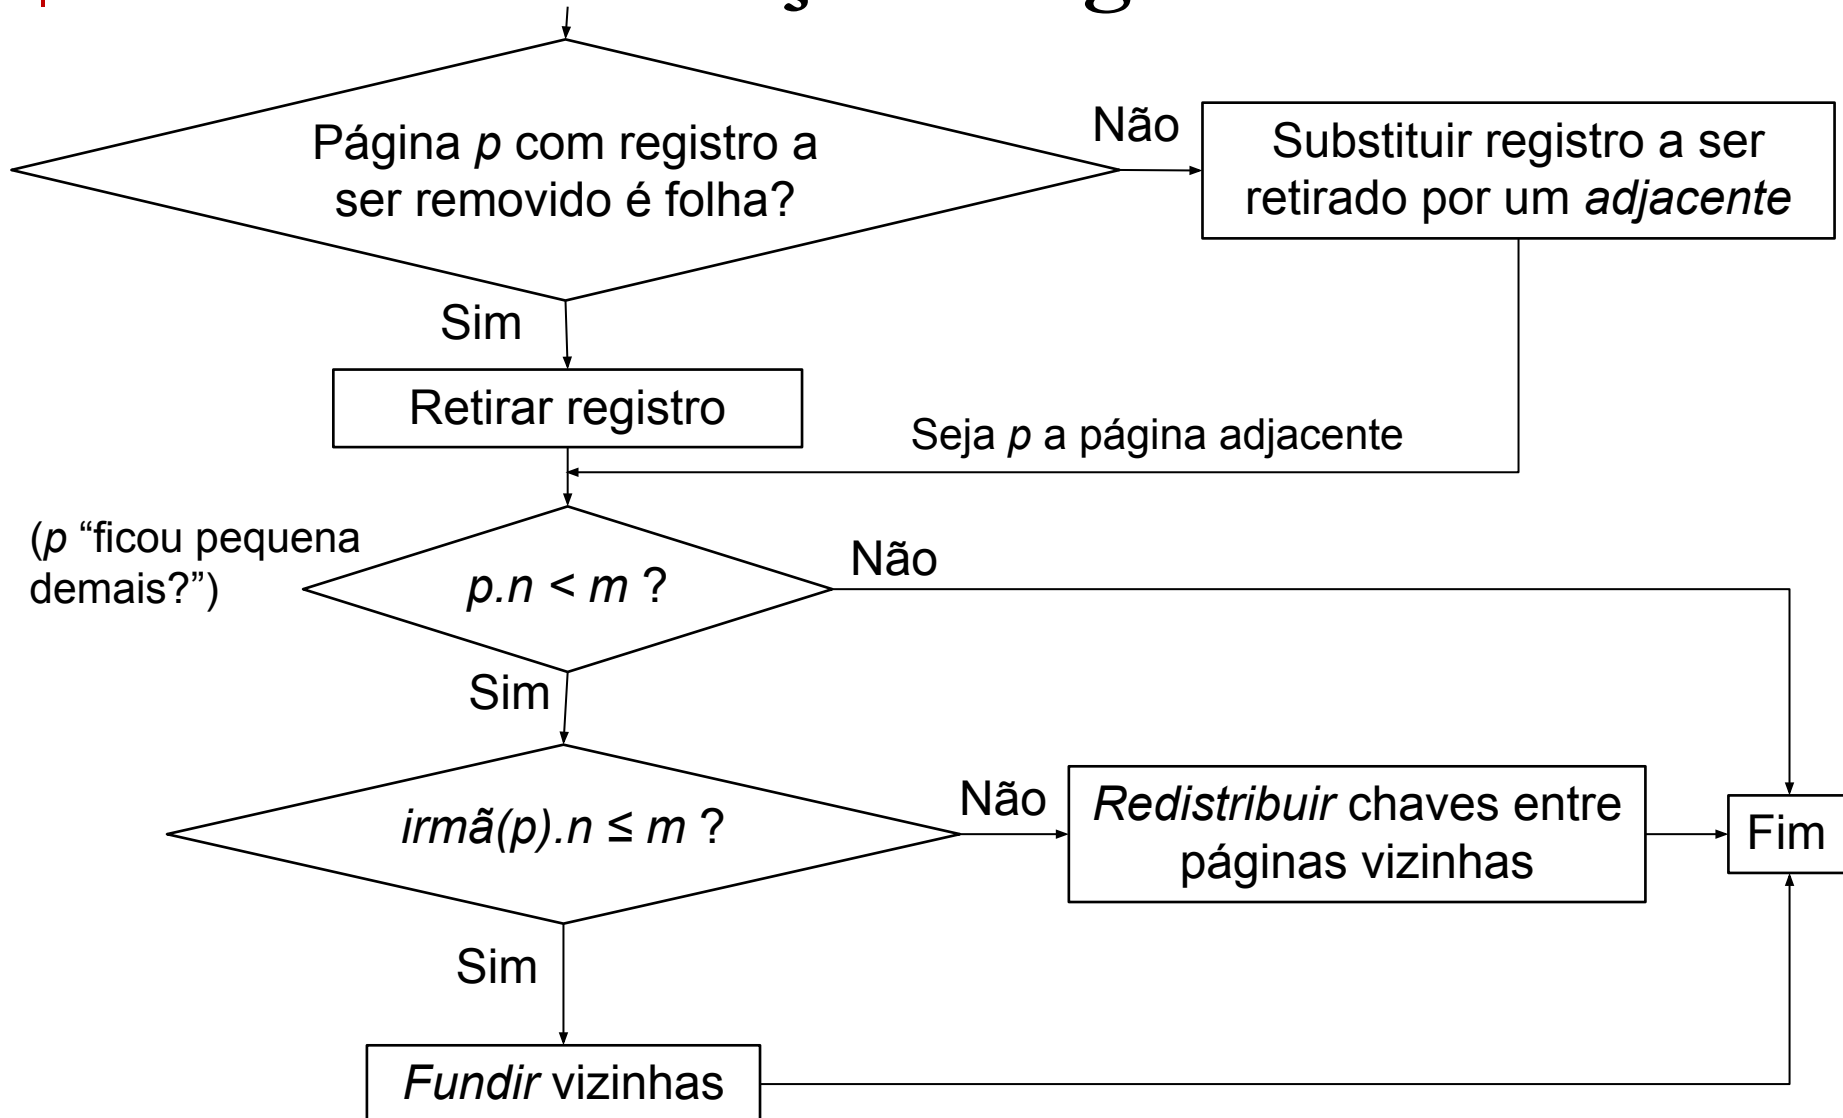 Página p com registro a
ser removido é folha?
Não
Substituir registro a ser
retirado por um adjacente
Sim
Retirar registro
Seja p a página adjacente
(p “ficou pequena
demais?”)
p.n < m ?
Não
Sim
irmã(p).n ≤ m ?
Não
Redistribuir chaves entre
páginas vizinhas
Fim
Sim
Fundir vizinhas